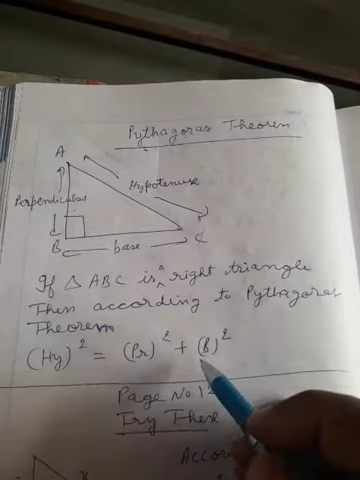 Pythagoras Theorem
A
Hypotenuse
Perpendicular
B
base
C
If △ ABC is a right triangle
Then according to Pythagoras
Theorem
(Hy)² = (Pr)² + (B)²
Page No 12
Try These
Accor